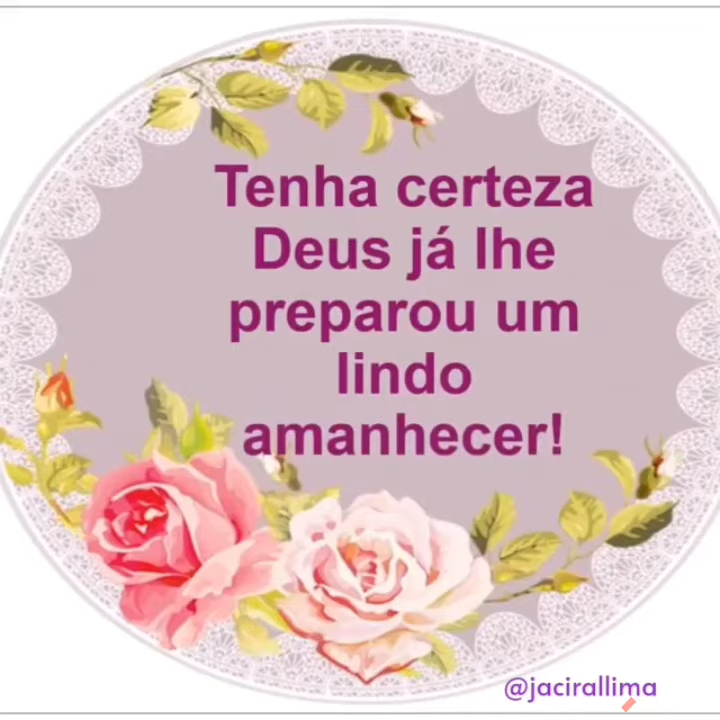 Tenha certeza
Deus já lhe
preparou um
lindo
amanhecer!
@jacirallima